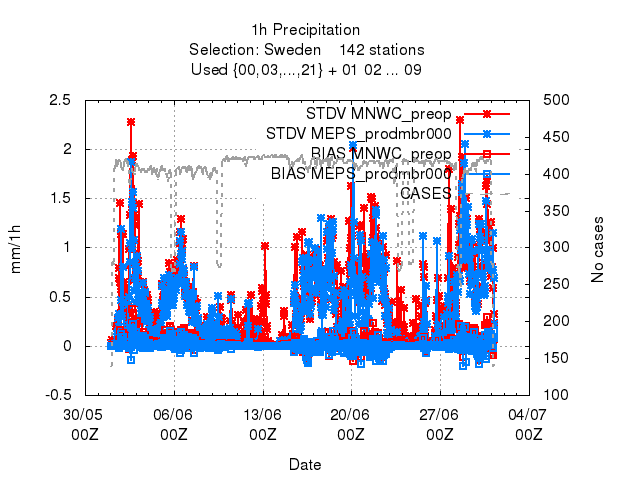 1h Precipitation
Selection: Sweden    142 stations
Used {00,03,...,21} + 01 02 ... 09
STDV MNWC_preop
STDV MEPS_prodmbr000
BIAS MNWC_preop
BIAS MEPS_prodmbr000
CASES
2.5
2
1.5
1
0.5
0
-0.5
mm/1h
500
450
400
350
300
250
200
150
100
No cases
30/05 06/06 13/06 20/06 27/06 04/07
00Z 00Z 00Z 00Z 00Z 00Z
Date